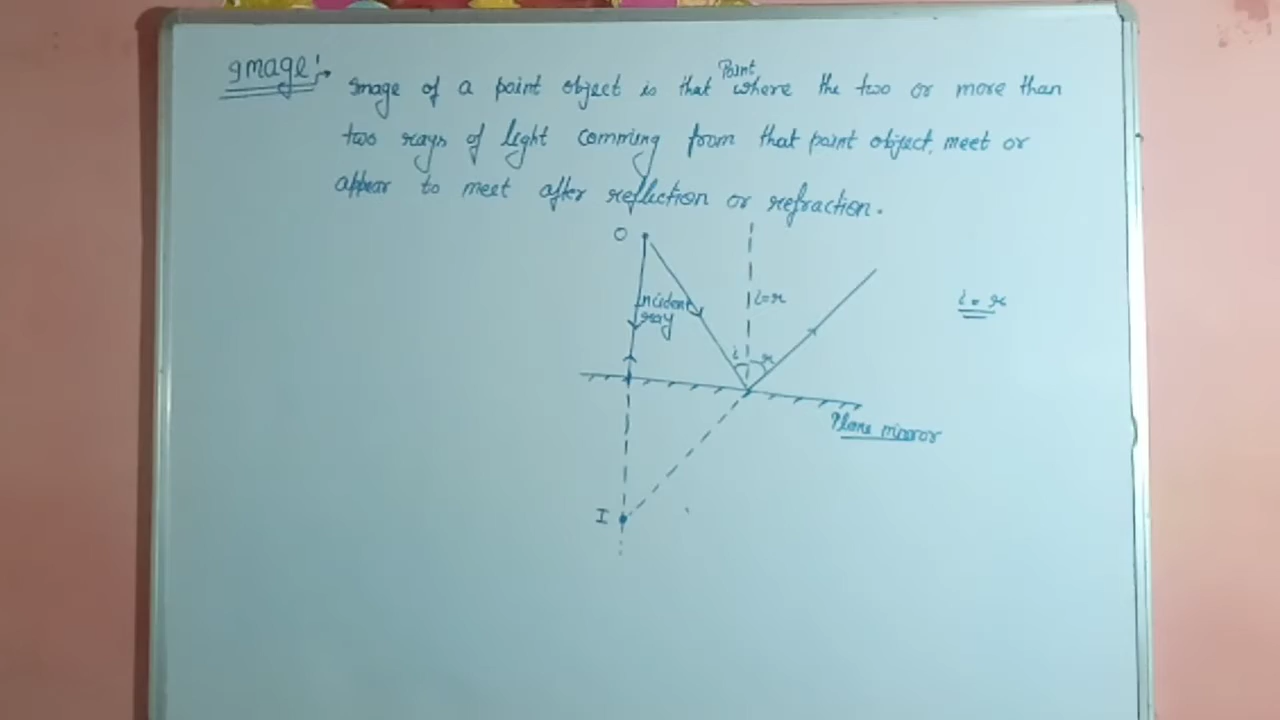 Image:→ Image of a point object is that Point where the two or more than
two rays of light comming from that point object, meet or
appear to meet after reflection or refraction.
O
incident
ray
i=r
i = r
i r
Plane mirror
I